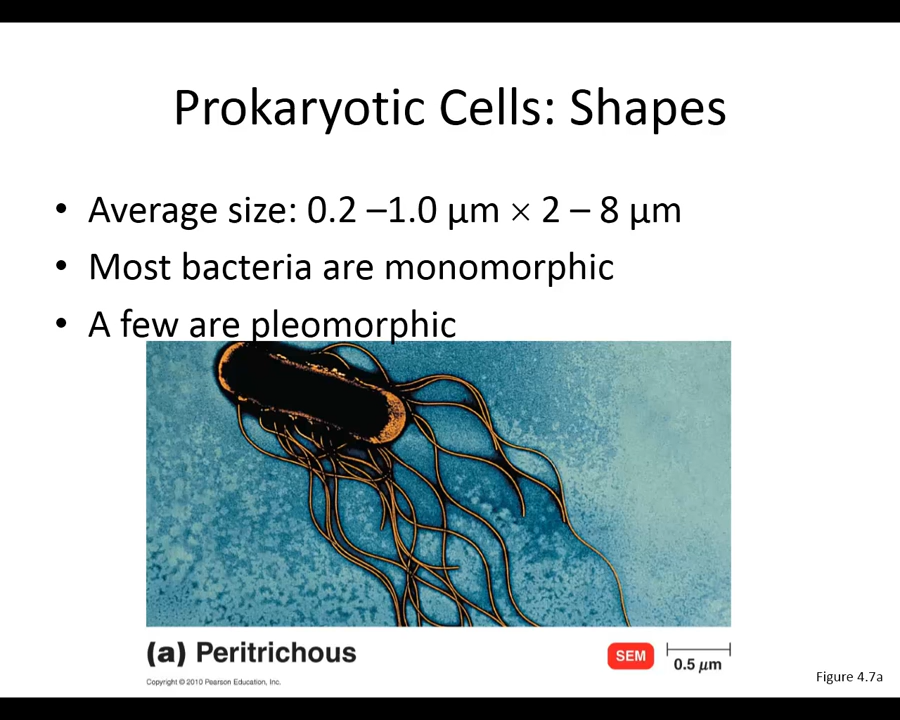 Prokaryotic Cells: Shapes
• Average size: 0.2 –1.0 µm × 2 – 8 µm
• Most bacteria are monomorphic
• A few are pleomorphic
(a) Peritrichous
SEM
0.5 µm
Copyright © 2010 Pearson Education, Inc.
Figure 4.7a